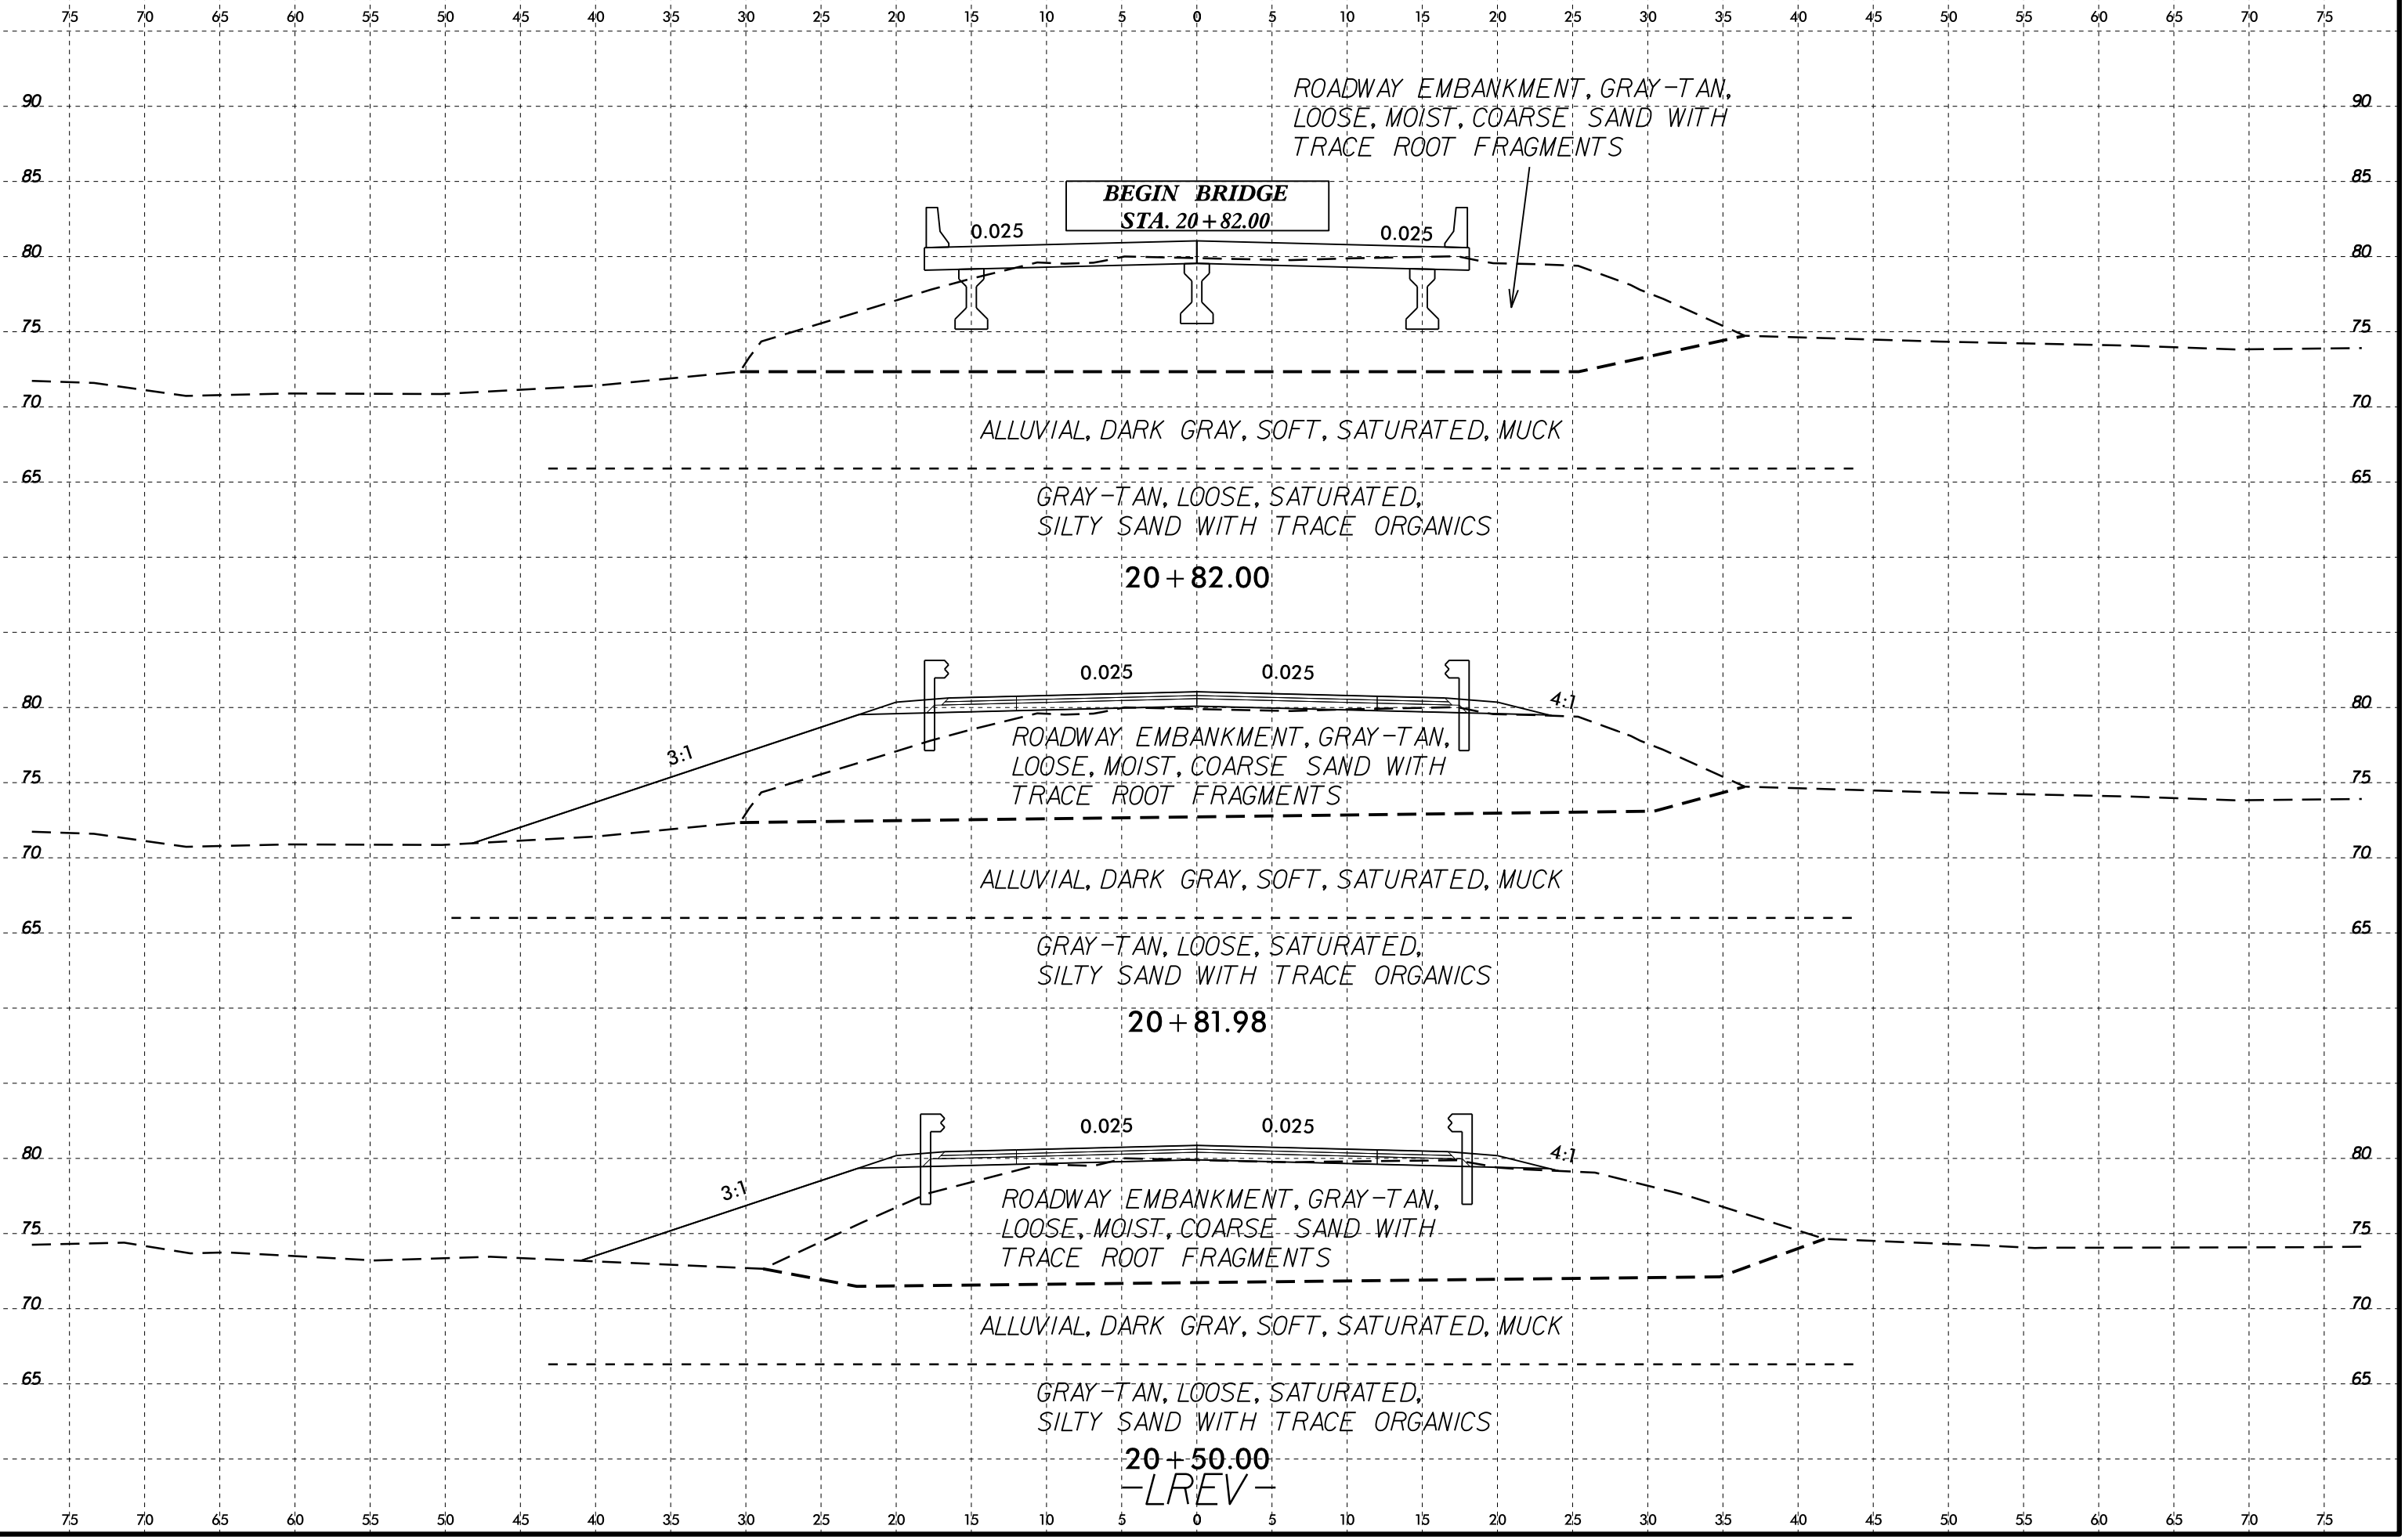 75 70 65 60 55 50 45 40 35 30 25 20 15 10 5 0 5 10 15 20 25 30 35 40 45 50 55 60 65 70 75
ROADWAY EMBANKMENT, GRAY-TAN,
90 90
LOOSE, MOIST, COARSE SAND WITH
TRACE ROOT FRAGMENTS
85 85
BEGIN BRIDGE
STA. 20+82.00
0.025 0.025
80 80
75 75
70 70
ALLUVIAL, DARK GRAY, SOFT, SATURATED, MUCK
65 65
GRAY-TAN, LOOSE, SATURATED,
SILTY SAND WITH TRACE ORGANICS
20+82.00
0.025 0.025
80 4:1 80
ROADWAY EMBANKMENT, GRAY-TAN,
3:1
LOOSE, MOIST, COARSE SAND WITH
75 75
TRACE ROOT FRAGMENTS
70 70
ALLUVIAL, DARK GRAY, SOFT, SATURATED, MUCK
65 65
GRAY-TAN, LOOSE, SATURATED,
SILTY SAND WITH TRACE ORGANICS
20+81.98
0.025 0.025
80 4:1 80
3:1
ROADWAY EMBANKMENT, GRAY-TAN,
75 75
LOOSE, MOIST, COARSE SAND WITH
TRACE ROOT FRAGMENTS
70 70
ALLUVIAL, DARK GRAY, SOFT, SATURATED, MUCK
65 65
GRAY-TAN, LOOSE, SATURATED,
SILTY SAND WITH TRACE ORGANICS
20+50.00
-LREV-
75 70 65 60 55 50 45 40 35 30 25 20 15 10 5 0 5 10 15 20 25 30 35 40 45 50 55 60 65 70 75